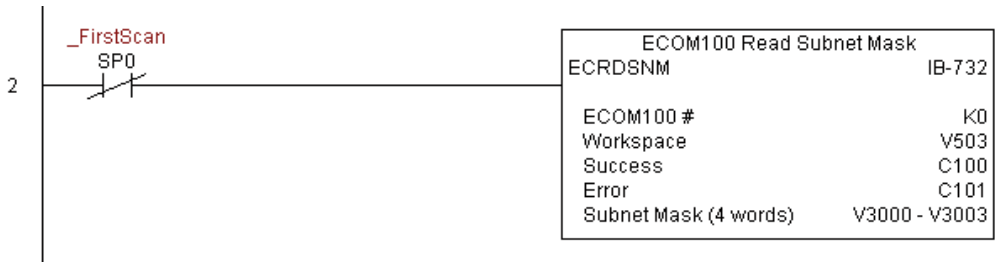 _FirstScan
SP0
2
ECOM100 Read Subnet Mask
ECRDSNM IB-732
ECOM100 # K0
Workspace V503
Success C100
Error C101
Subnet Mask (4 words) V3000 - V3003